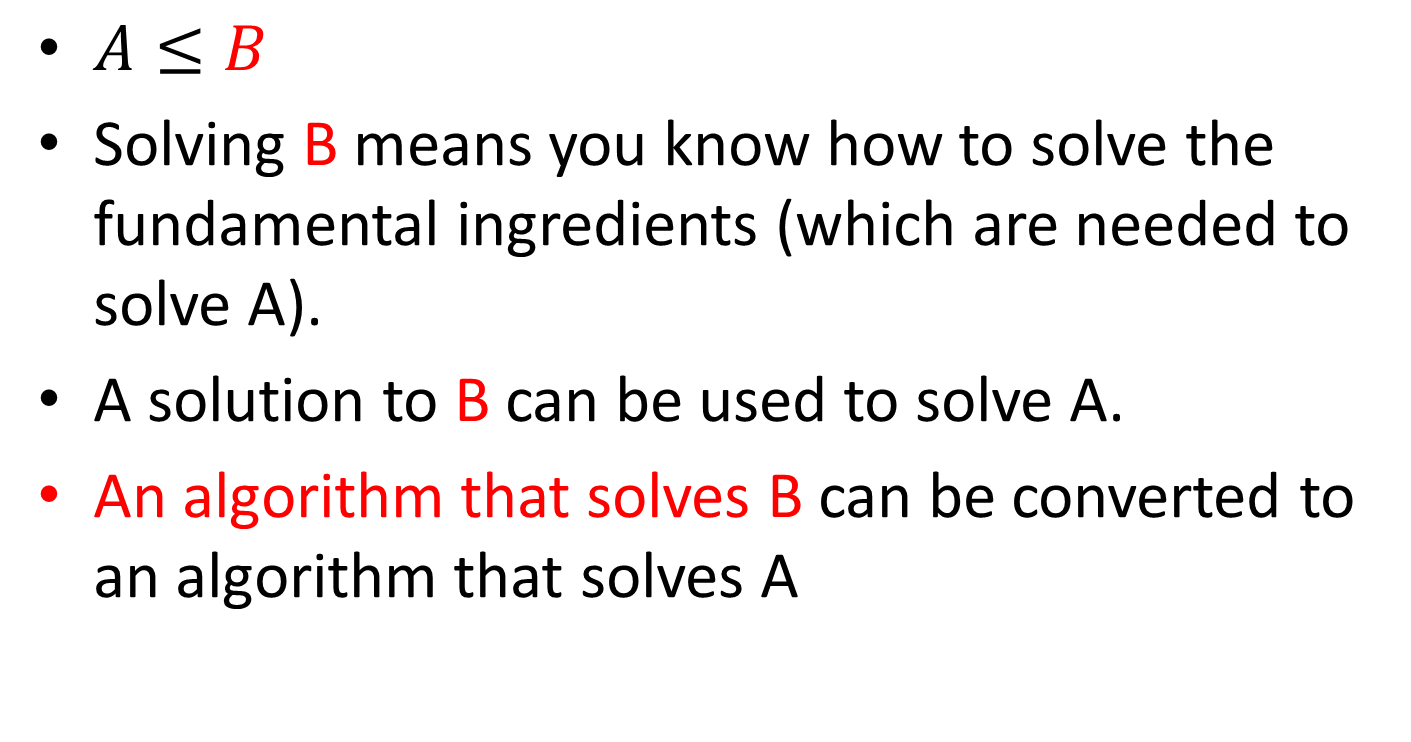 • A ≤ B
• Solving B means you know how to solve the
fundamental ingredients (which are needed to
solve A).
• A solution to B can be used to solve A.
• An algorithm that solves B can be converted to
an algorithm that solves A